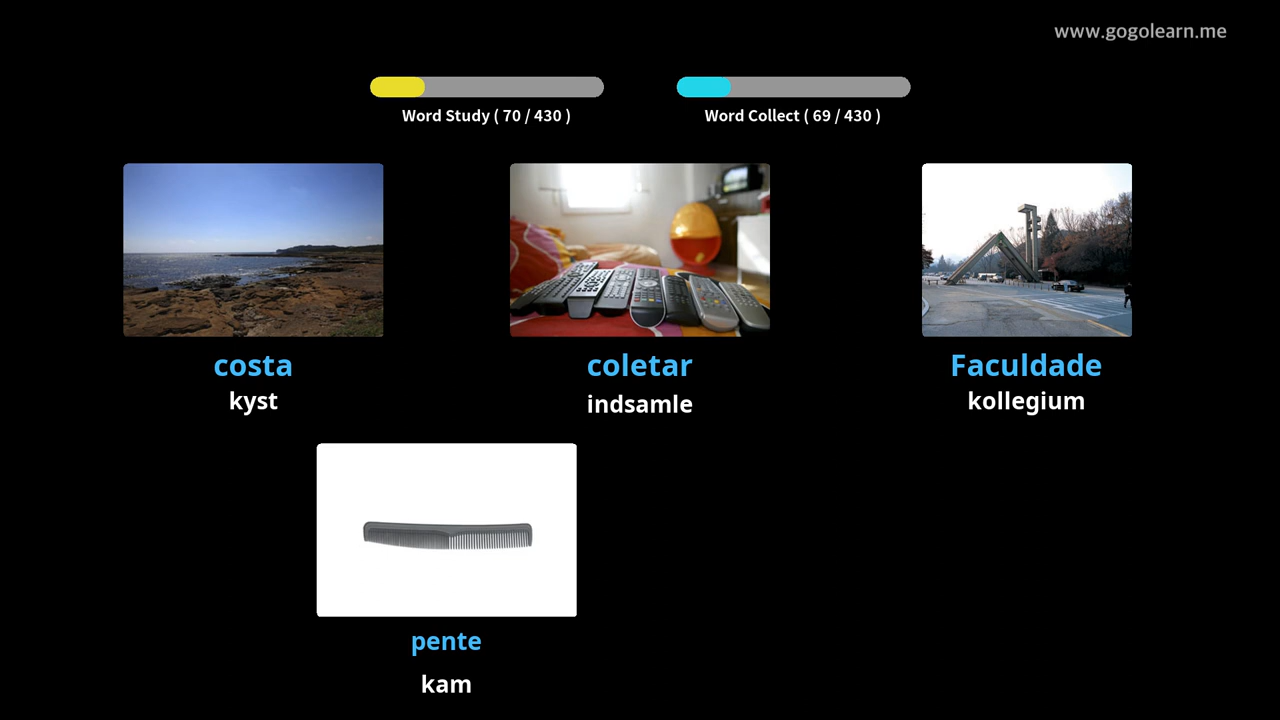 www.gogolearn.me
Word Study ( 70 / 430 )
Word Collect ( 69 / 430 )
costa
kyst
coletar
indsamle
Faculdade
kollegium
pente
kam